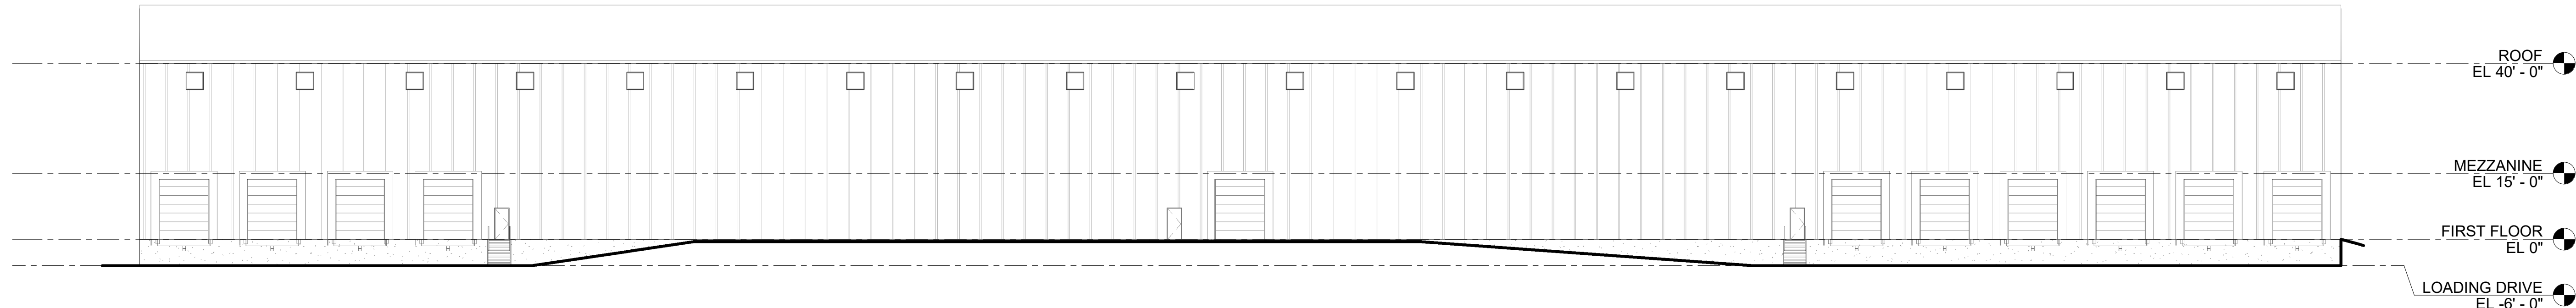 ROOF
EL 40' - 0"
MEZZANINE
EL 15' - 0"
FIRST FLOOR
EL 0"
LOADING DRIVE
EL -6' - 0"